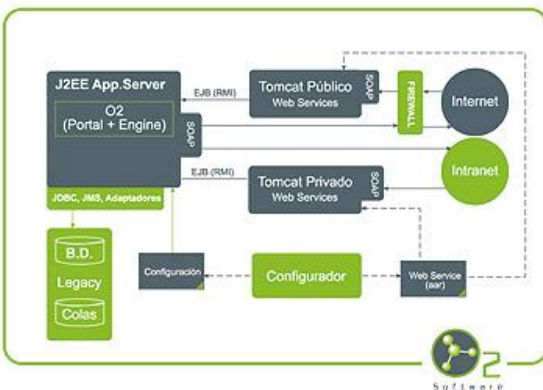 J2EE App.Server
O2
(Portal + Engine)
SOAP
JDBC, JMS, Adaptadores
B.D.
Legacy
Colas
EJB (RMI)
Tomcat Público
Web Services
SOAP
FIREWALL
Internet
Intranet
EJB (RMI)
Tomcat Privado
Web Services
SOAP
Configuración
Configurador
Web Service
(aar)
2
Software